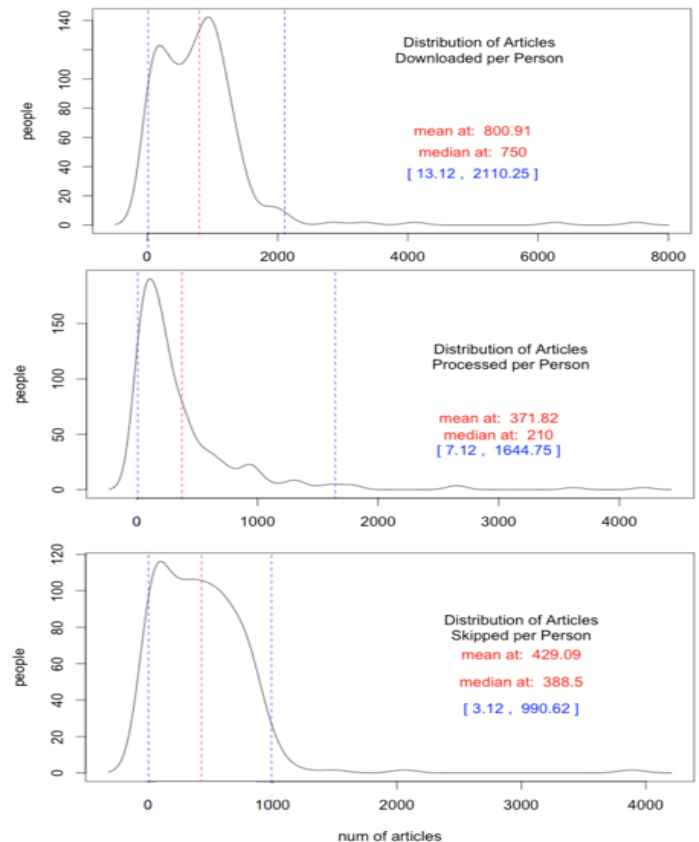 Distribution of Articles
Downloaded per Person
mean at: 800.91
median at: 750
[ 13.12 , 2110.25 ]
people
140
100
80
60
40
20
0
0 2000 4000 6000 8000
Distribution of Articles
Processed per Person
mean at: 371.82
median at: 210
[ 7.12 , 1644.75 ]
people
150
100
50
0
0 1000 2000 3000 4000
Distribution of Articles
Skipped per Person
mean at: 429.09
median at: 388.5
[ 3.12 , 990.62 ]
people
120
100
80
60
40
20
0
0 1000 2000 3000 4000
num of articles